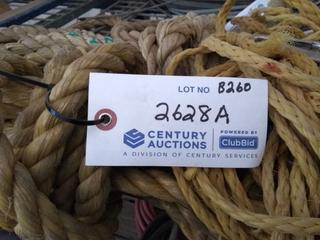 LOT NO B260
2628A
CENTURY AUCTIONS
POWERED BY ClubBid
A DIVISION OF CENTURY SERVICES